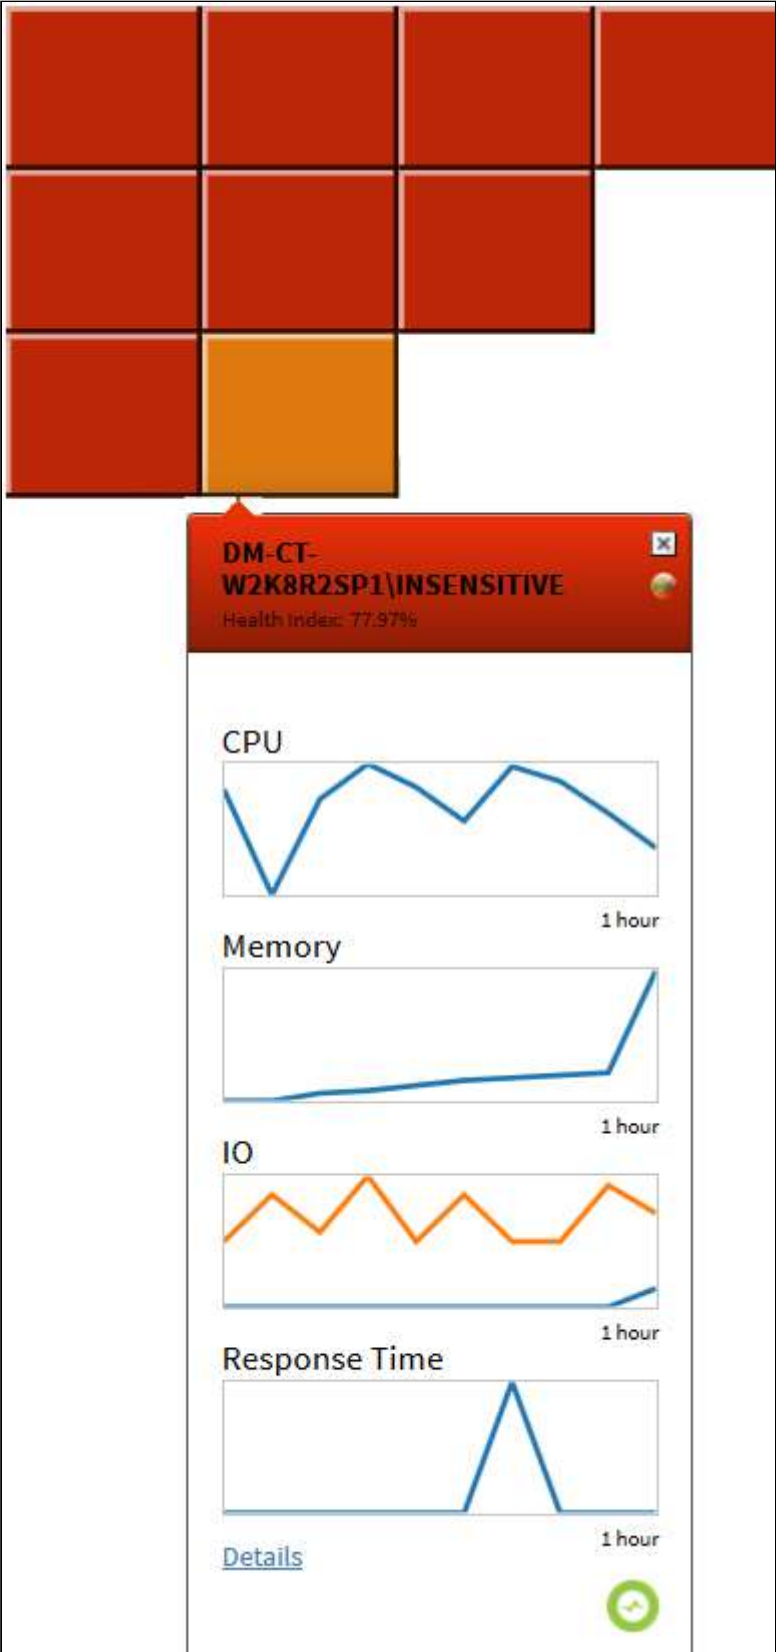 DM-CT-
W2K8R2SP1\INSENSITIVE
Health Index: 77.97%
CPU
1 hour
Memory
1 hour
IO
1 hour
Response Time
1 hour
Details